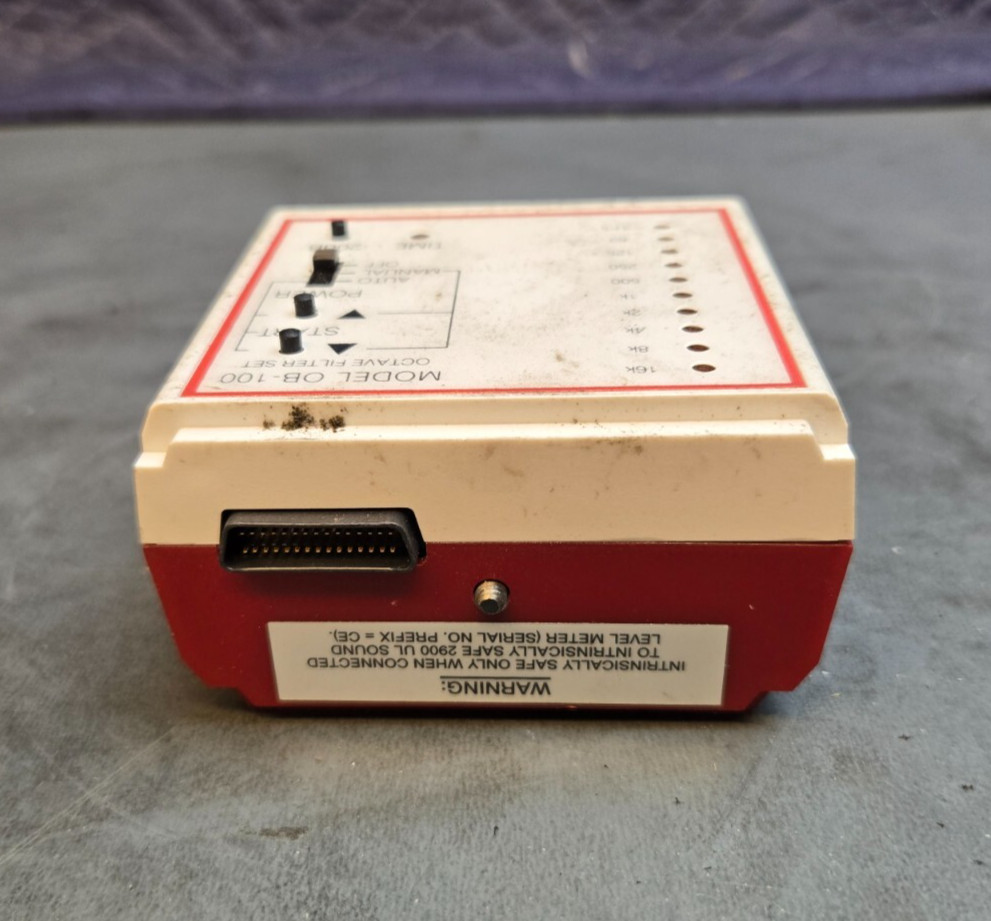 MODEL OB-100
OCTAVE FILTER SET
START
POWER
AUTO
MANUAL
OFF
TIME
16k
8k
4k
2k
1k
500
250
125
WARNING:
INTRINSICALLY SAFE ONLY WHEN CONNECTED
TO INTRINSICALLY SAFE 2900 UL SOUND
LEVEL METER (SERIAL NO. PREFIX = CE).